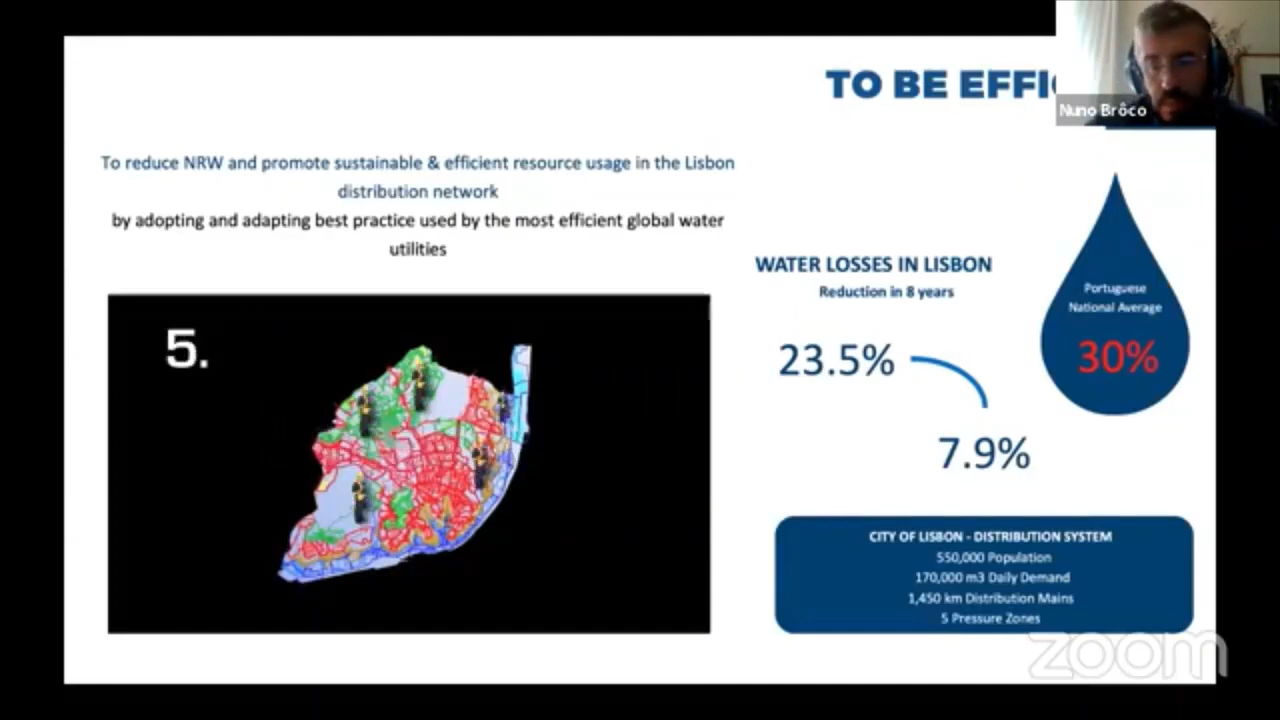 TO BE EFFI
Nuno Brôco
To reduce NRW and promote sustainable & efficient resource usage in the Lisbon
distribution network
by adopting and adapting best practice used by the most efficient global water
utilities
5.
WATER LOSSES IN LISBON
Reduction in 8 years
23.5%
7.9%
Portuguese
National Average
30%
CITY OF LISBON - DISTRIBUTION SYSTEM
550,000 Population
170,000 m3 Daily Demand
1,450 km Distribution Mains
5 Pressure Zones
zoom